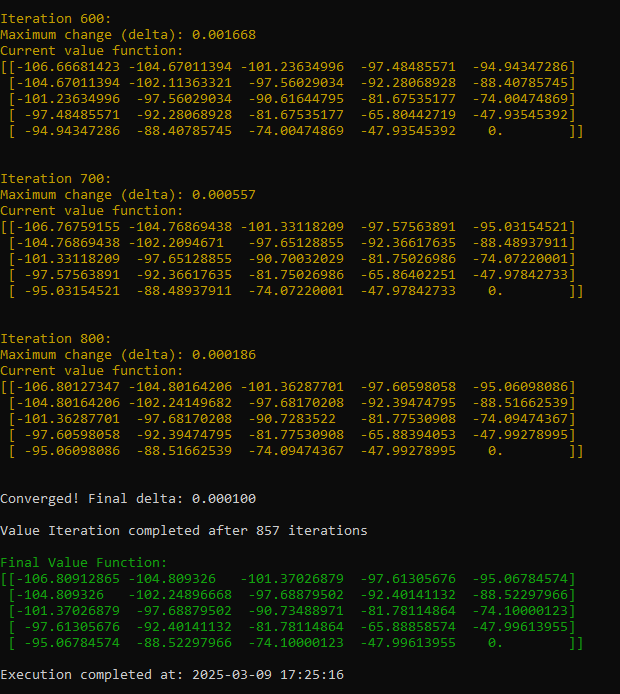 Iteration 600:
Maximum change (delta): 0.001668
Current value function:
[[-106.66681423 -104.67011394 -101.23634996  -97.48485571  -94.94347286]
 [-104.67011394 -102.11363321  -97.56029034  -92.28068928  -88.40785745]
 [-101.23634996  -97.56029034  -90.61644795  -81.67535177  -74.00474869]
 [ -97.48485571  -92.28068928  -81.67535177  -65.80442719  -47.93545392]
 [ -94.94347286  -88.40785745  -74.00474869  -47.93545392    0.        ]]
Iteration 700:
Maximum change (delta): 0.000557
Current value function:
[[-106.76759155 -104.76869438 -101.33118209  -97.57563891  -95.03154521]
 [-104.76869438 -102.2094671   -97.65128855  -92.36617635  -88.48937911]
 [-101.33118209  -97.65128855  -90.70032029  -81.75026986  -74.07220001]
 [ -97.57563891  -92.36617635  -81.75026986  -65.86402251  -47.97842733]
 [ -95.03154521  -88.48937911  -74.07220001  -47.97842733    0.        ]]
Iteration 800:
Maximum change (delta): 0.000186
Current value function:
[[-106.80127347 -104.80164206 -101.36287701  -97.60598058  -95.06098086]
 [-104.80164206 -102.24149682  -97.68170208  -92.39474795  -88.51662539]
 [-101.36287701  -97.68170208  -90.7283522   -81.77530908  -74.09474367]
 [ -97.60598058  -92.39474795  -81.77530908  -65.88394053  -47.99278995]
 [ -95.06098086  -88.51662539  -74.09474367  -47.99278995    0.        ]]
Converged! Final delta: 0.000100
Value Iteration completed after 857 iterations
Final Value Function:
[[-106.80912865 -104.809326   -101.37026879  -97.61305676  -95.06784574]
 [-104.809326   -102.24896668  -97.68879502  -92.40141132  -88.52297966]
 [-101.37026879  -97.68879502  -90.73488971  -81.78114864  -74.10000123]
 [ -97.61305676  -92.40141132  -81.78114864  -65.88858574  -47.99613955]
 [ -95.06784574  -88.52297966  -74.10000123  -47.99613955    0.        ]]
Execution completed at: 2025-03-09 17:25:16